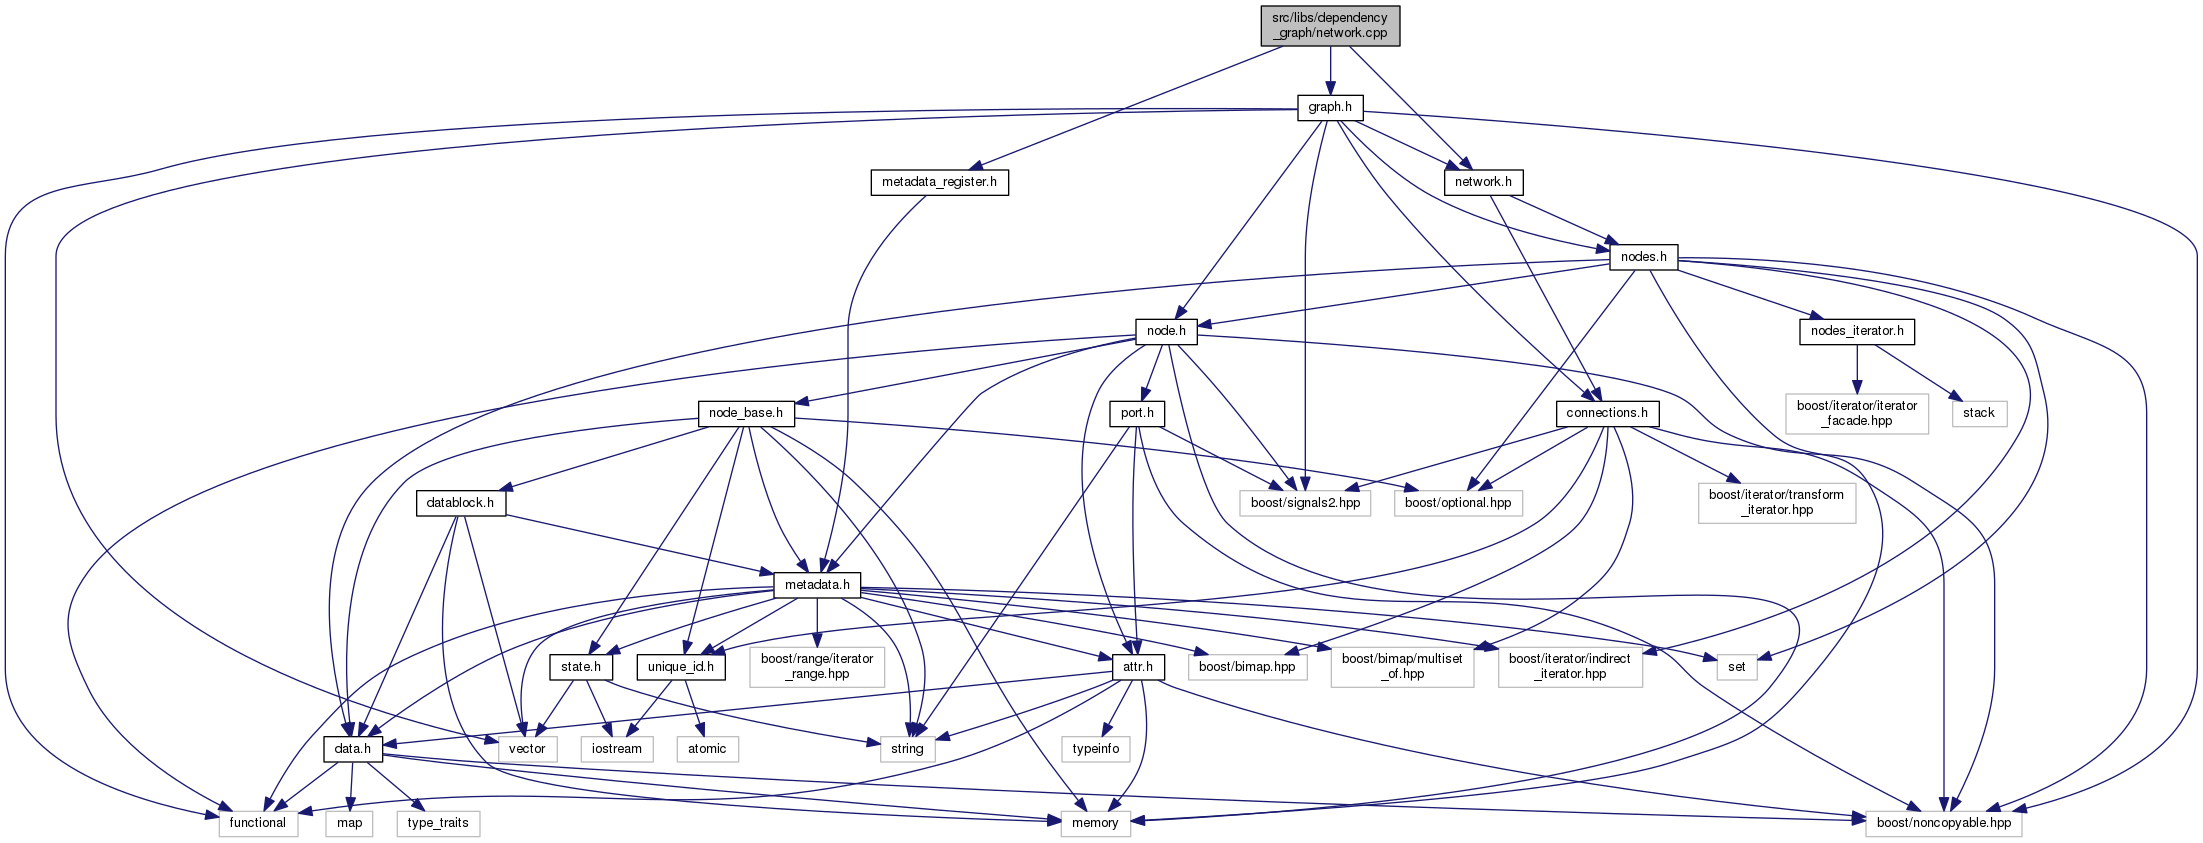 src/libs/dependency
_graph/network.cpp
graph.h
metadata_register.h
network.h
nodes.h
node.h
nodes_iterator.h
node_base.h
port.h
connections.h
boost/iterator/iterator
_facade.hpp
stack
datablock.h
boost/signals2.hpp
boost/optional.hpp
boost/iterator/transform
_iterator.hpp
metadata.h
state.h
unique_id.h
boost/range/iterator
_range.hpp
attr.h
boost/bimap.hpp
boost/bimap/multiset
_of.hpp
boost/iterator/indirect
_iterator.hpp
set
data.h
vector
iostream
atomic
string
typeinfo
functional
map
type_traits
memory
boost/noncopyable.hpp